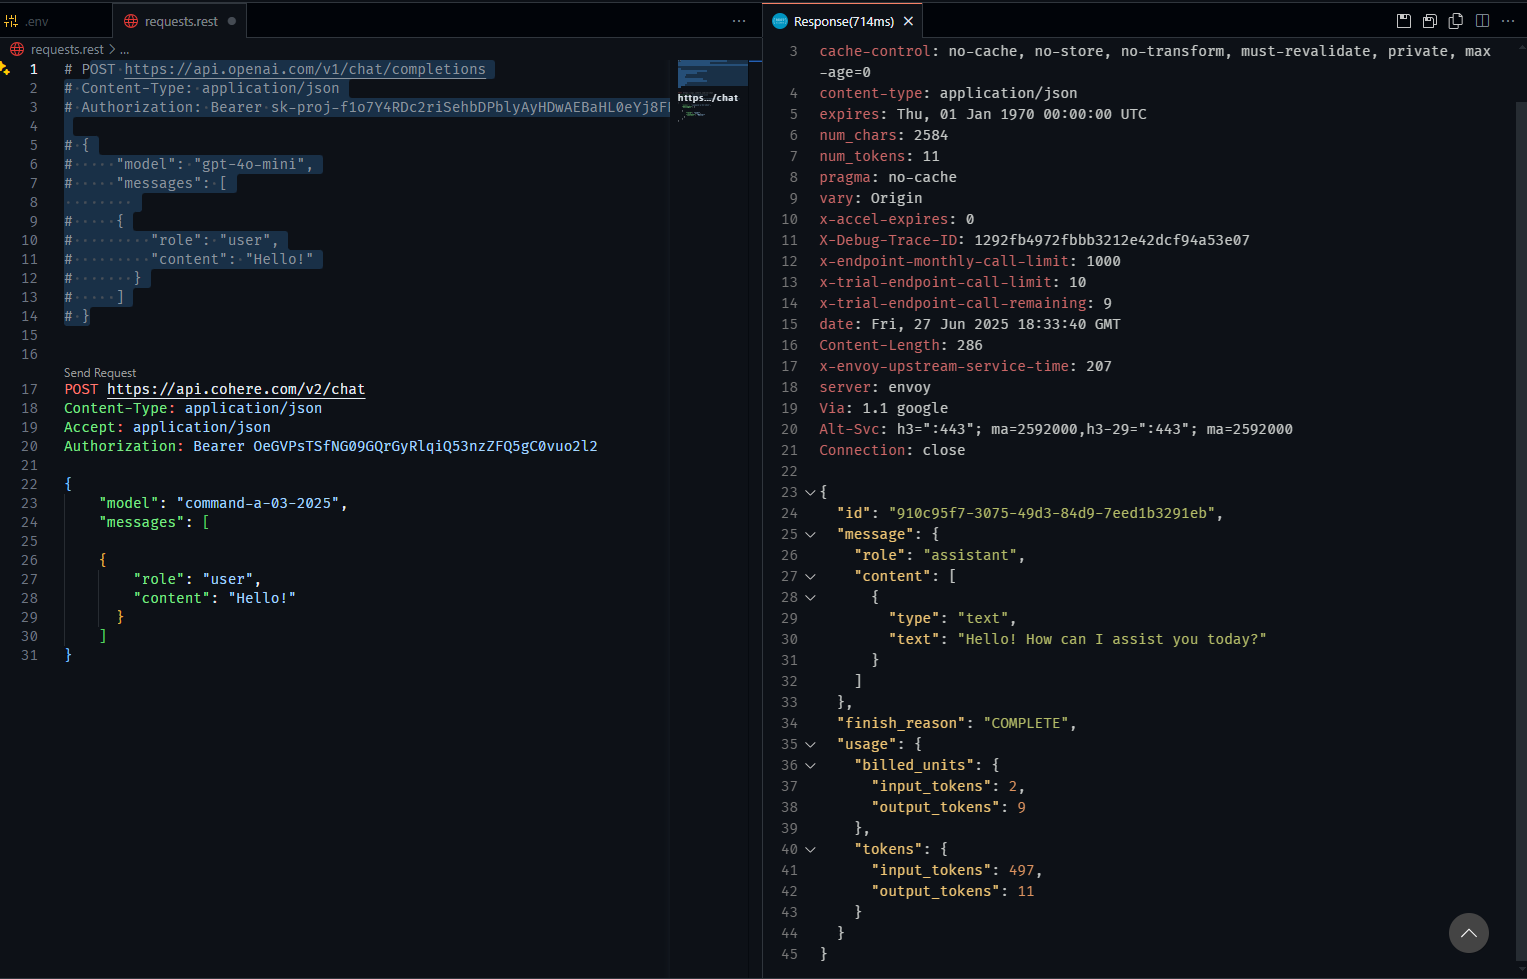 .env
requests.rest
requests.rest > ...
1 # POST https://api.openai.com/v1/chat/completions
2 # Content-Type: application/json
3 # Authorization: Bearer sk-proj-f1o7Y4RDc2riSehbDPblyAyHDwAEBaHL0eYj8F
4
5 # {
6 #     "model": "gpt-4o-mini",
7 #     "messages": [
8
9 #     {
10 #         "role": "user",
11 #         "content": "Hello!"
12 #       }
13 #     ]
14 # }
15
16
Send Request
17 POST https://api.cohere.com/v2/chat
18 Content-Type: application/json
19 Accept: application/json
20 Authorization: Bearer OeGVPsTSfNG09GQrGyRlqiQ53nzZFQ5gC0vuo2l2
21
22 {
23     "model": "command-a-03-2025",
24     "messages": [
25
26     {
27         "role": "user",
28         "content": "Hello!"
29       }
30     ]
31 }
https.../chat
Response(714ms)
3 cache-control: no-cache, no-store, no-transform, must-revalidate, private, max
-age=0
4 content-type: application/json
5 expires: Thu, 01 Jan 1970 00:00:00 UTC
6 num_chars: 2584
7 num_tokens: 11
8 pragma: no-cache
9 vary: Origin
10 x-accel-expires: 0
11 X-Debug-Trace-ID: 1292fb4972fbbb3212e42dcf94a53e07
12 x-endpoint-monthly-call-limit: 1000
13 x-trial-endpoint-call-limit: 10
14 x-trial-endpoint-call-remaining: 9
15 date: Fri, 27 Jun 2025 18:33:40 GMT
16 Content-Length: 286
17 x-envoy-upstream-service-time: 207
18 server: envoy
19 Via: 1.1 google
20 Alt-Svc: h3=":443"; ma=2592000,h3-29=":443"; ma=2592000
21 Connection: close
22
23 {
24   "id": "910c95f7-3075-49d3-84d9-7eed1b3291eb",
25   "message": {
26     "role": "assistant",
27     "content": [
28       {
29         "type": "text",
30         "text": "Hello! How can I assist you today?"
31       }
32     ]
33   },
34   "finish_reason": "COMPLETE",
35   "usage": {
36     "billed_units": {
37       "input_tokens": 2,
38       "output_tokens": 9
39     },
40     "tokens": {
41       "input_tokens": 497,
42       "output_tokens": 11
43     }
44   }
45 }